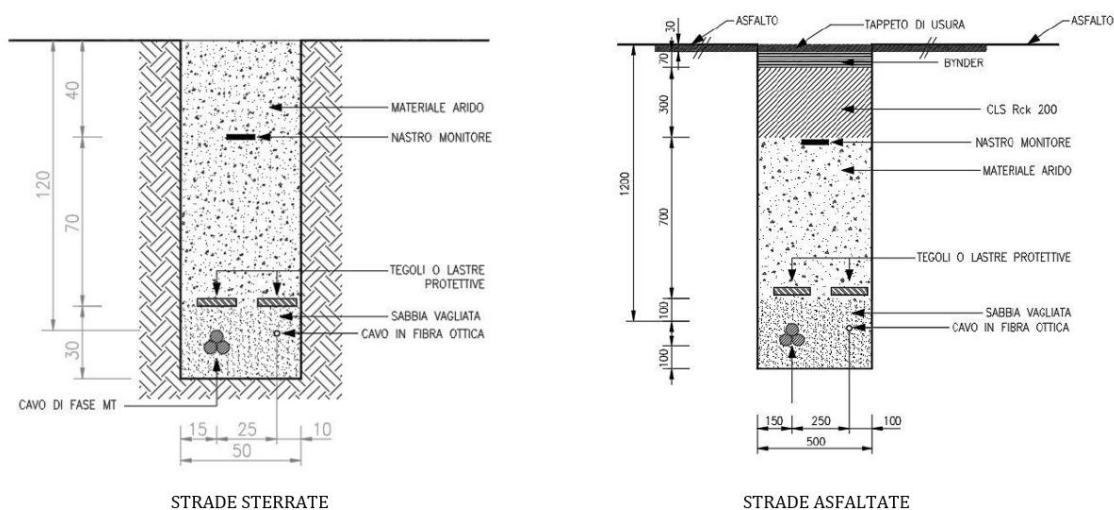 40
120
70
30
MATERIALE ARIDO
NASTRO MONITORE
TEGOLI O LASTRE
PROTETTIVE
SABBIA VAGLIATA
CAVO IN FIBRA OTTICA
CAVO DI FASE MT
15
25
10
50
STRADE STERRATE
30
ASFALTO
TAPPETO DI USURA
ASFALTO
70
BYNDER
300
CLS Rck 200
NASTRO MONITORE
MATERIALE ARIDO
1200
700
TEGOLI O LASTRE PROTETTIVE
100
SABBIA VAGLIATA
CAVO IN FIBRA OTTICA
100
150
250
100
500
STRADE ASFALTATE